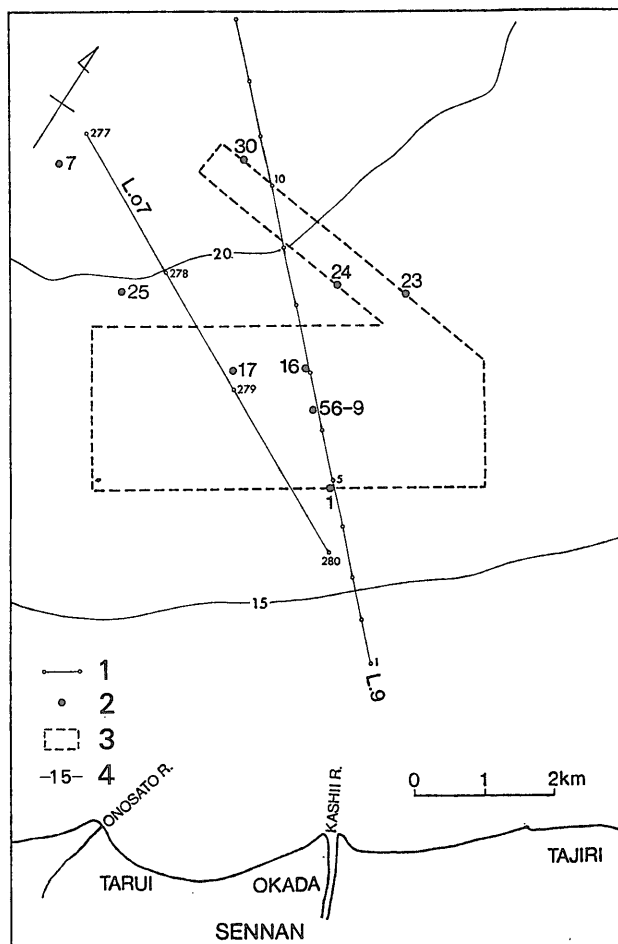 277
7
L.07
30
10
20
278
25
24
23
17
16
279
56-9
5
1
280
15
1
L.9
1
2
3
-15- 4
0 1 2km
ONOSATO R.
KASHII R.
TARUI
OKADA
TAJIRI
SENNAN